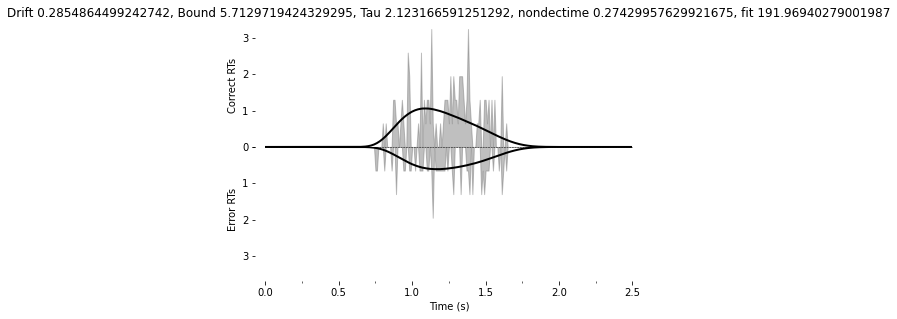 Drift 0.2854864499242742, Bound 5.7129719424329295, Tau 2.123166591251292, nondectime 0.27429957629921675, fit 191.96940279001987
3
2
1
0
1
2
3
Correct RTs
Error RTs
0.0 0.5 1.0 1.5 2.0 2.5
Time (s)